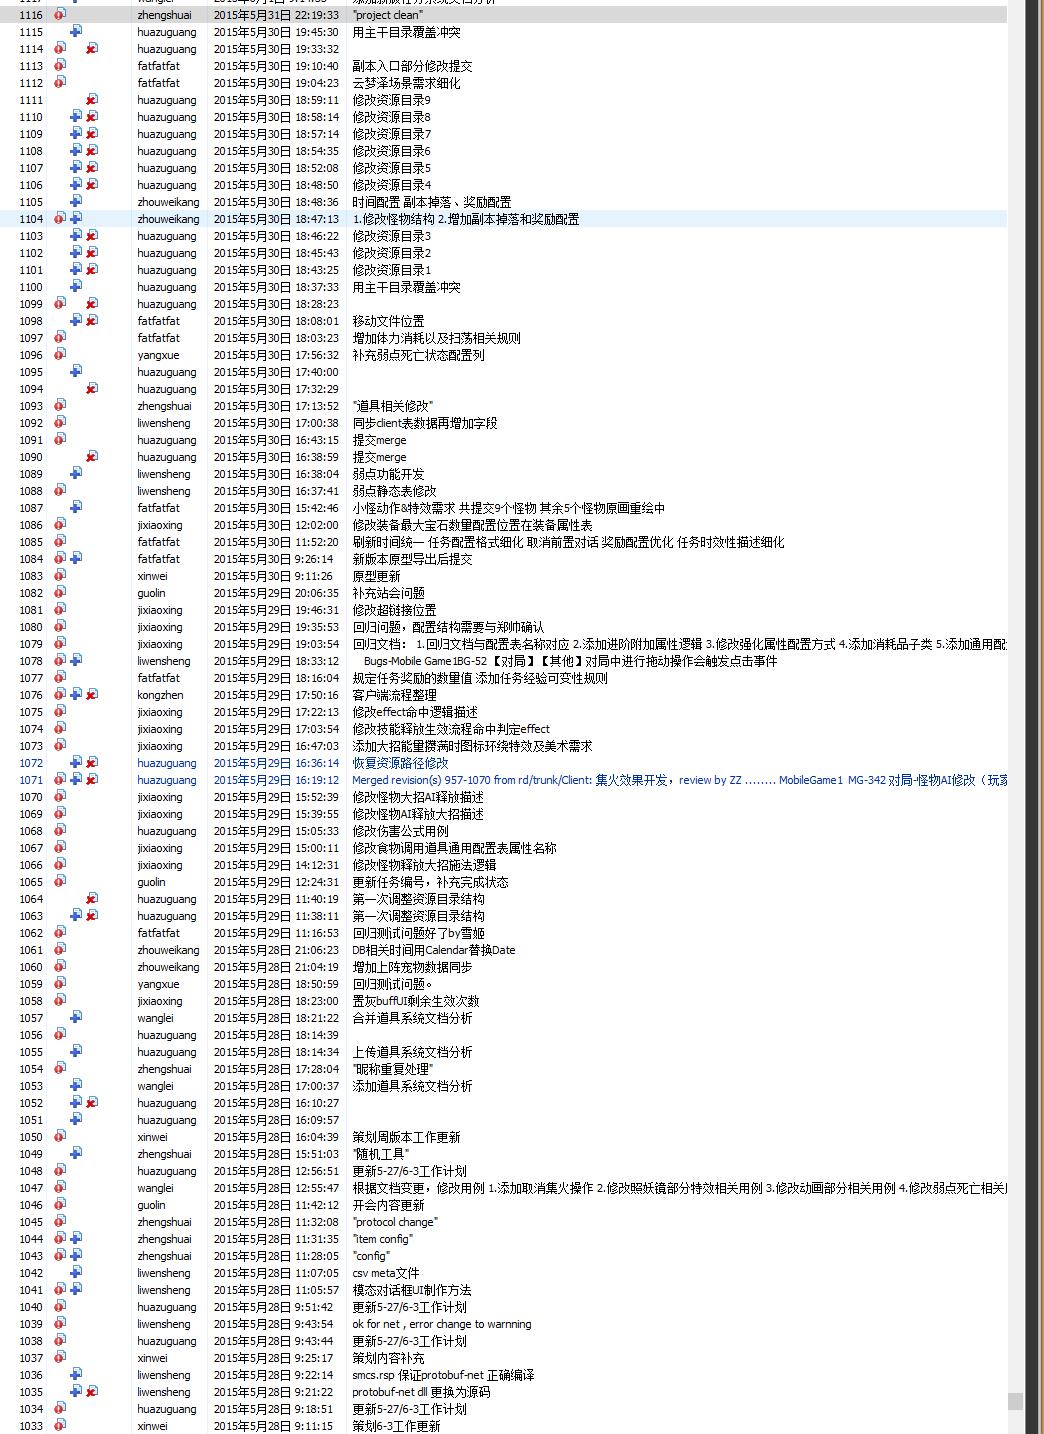 1116 zhengshuai 2015年5月31日 22:19:33 "project clean"
1115 huazuguang 2015年5月30日 19:45:30 用主干目录覆盖冲突
1114 huazuguang 2015年5月30日 19:33:32
1113 fatfatfat 2015年5月30日 19:10:40 副本入口部分修改提交
1112 fatfatfat 2015年5月30日 19:04:23 云梦泽场景需求细化
1111 huazuguang 2015年5月30日 18:59:11 修改资源目录9
1110 huazuguang 2015年5月30日 18:58:14 修改资源目录8
1109 huazuguang 2015年5月30日 18:57:14 修改资源目录7
1108 huazuguang 2015年5月30日 18:54:35 修改资源目录6
1107 huazuguang 2015年5月30日 18:52:08 修改资源目录5
1106 huazuguang 2015年5月30日 18:48:50 修改资源目录4
1105 zhouweikang 2015年5月30日 18:48:36 时间配置 副本掉落、奖励配置
1104 zhouweikang 2015年5月30日 18:47:13 1.修改怪物结构 2.增加副本掉落和奖励配置
1103 huazuguang 2015年5月30日 18:46:22 修改资源目录3
1102 huazuguang 2015年5月30日 18:45:43 修改资源目录2
1101 huazuguang 2015年5月30日 18:43:25 修改资源目录1
1100 huazuguang 2015年5月30日 18:37:33 用主干目录覆盖冲突
1099 huazuguang 2015年5月30日 18:28:23
1098 fatfatfat 2015年5月30日 18:08:01 移动文件位置
1097 fatfatfat 2015年5月30日 18:03:23 增加体力消耗以及扫荡相关规则
1096 yangxue 2015年5月30日 17:56:32 补充弱点死亡状态配置列
1095 huazuguang 2015年5月30日 17:40:00
1094 huazuguang 2015年5月30日 17:32:29
1093 zhengshuai 2015年5月30日 17:13:52 "道具相关修改"
1092 liwensheng 2015年5月30日 17:00:38 同步client表数据再增加字段
1091 huazuguang 2015年5月30日 16:43:15 提交merge
1090 huazuguang 2015年5月30日 16:38:59 提交merge
1089 liwensheng 2015年5月30日 16:38:04 弱点功能开发
1088 liwensheng 2015年5月30日 16:37:41 弱点静态表修改
1087 fatfatfat 2015年5月30日 15:42:46 小怪动作&特效需求 共提交9个怪物 其余5个怪物原画重绘中
1086 jixiaoxing 2015年5月30日 12:02:00 修改装备最大宝石数量配置位置在装备属性表
1085 fatfatfat 2015年5月30日 11:52:20 刷新时间统一 任务配置格式细化 取消前置对话 奖励配置优化 任务时效性描述细化
1084 fatfatfat 2015年5月30日 9:26:14 新版本原型导出后提交
1083 xinwei 2015年5月30日 9:11:26 原型更新
1082 guolin 2015年5月29日 20:06:35 补充站会问题
1081 jixiaoxing 2015年5月29日 19:46:31 修改超链接位置
1080 jixiaoxing 2015年5月29日 19:35:53 回归问题，配置结构需要与郑帅确认
1079 jixiaoxing 2015年5月29日 19:03:54 回归文档： 1.回归文档与配置表名称对应 2.添加进阶附加属性逻辑 3.修改强化属性配置方式 4.添加消耗品子类 5.添加通用配
1078 liwensheng 2015年5月29日 18:33:12 Bugs-Mobile Game1BG-52 【对局】【其他】对局中进行拖动操作会触发点击事件
1077 fatfatfat 2015年5月29日 18:16:04 规定任务奖励的数量值 添加任务经验可变性规则
1076 kongzhen 2015年5月29日 17:50:16 客户端流程整理
1075 jixiaoxing 2015年5月29日 17:22:13 修改effect命中逻辑描述
1074 jixiaoxing 2015年5月29日 17:03:54 修改技能释放生效流程命中判定effect
1073 jixiaoxing 2015年5月29日 16:47:03 添加大招能量攒满时图标环绕特效及美术需求
1072 huazuguang 2015年5月29日 16:36:14 恢复资源路径修改
1071 huazuguang 2015年5月29日 16:19:12 Merged revision(s) 957-1070 from rd/trunk/Client: 集火效果开发，review by ZZ ........ MobileGame1 MG-342 对局-怪物AI修改（玩家
1070 jixiaoxing 2015年5月29日 15:52:39 修改怪物大招AI释放描述
1069 jixiaoxing 2015年5月29日 15:39:55 修改怪物AI释放大招描述
1068 huazuguang 2015年5月29日 15:05:33 修改伤害公式用例
1067 jixiaoxing 2015年5月29日 15:00:11 修改食物调用道具通用配置表属性名称
1066 jixiaoxing 2015年5月29日 14:12:31 修改怪物释放大招施法逻辑
1065 guolin 2015年5月29日 12:24:31 更新任务编号，补充完成状态
1064 huazuguang 2015年5月29日 11:40:19 第一次调整资源目录结构
1063 huazuguang 2015年5月29日 11:38:11 第一次调整资源目录结构
1062 fatfatfat 2015年5月29日 11:16:53 回归测试问题好了by雪姬
1061 zhouweikang 2015年5月28日 21:06:23 DB相关时间用Calendar替换Date
1060 zhouweikang 2015年5月28日 21:04:19 增加上阵宠物数据同步
1059 yangxue 2015年5月28日 18:50:59 回归测试问题。
1058 jixiaoxing 2015年5月28日 18:23:00 置灰buffUI剩余生效次数
1057 wanglei 2015年5月28日 18:21:22 合并道具系统文档分析
1056 huazuguang 2015年5月28日 18:14:39
1055 huazuguang 2015年5月28日 18:14:34 上传道具系统文档分析
1054 zhengshuai 2015年5月28日 17:28:04 "昵称重复处理"
1053 wanglei 2015年5月28日 17:00:37 添加道具系统文档分析
1052 huazuguang 2015年5月28日 16:10:27
1051 huazuguang 2015年5月28日 16:09:57
1050 xinwei 2015年5月28日 16:04:39 策划周版本工作更新
1049 zhengshuai 2015年5月28日 15:51:03 "随机工具"
1048 huazuguang 2015年5月28日 12:56:51 更新5-27/6-3工作计划
1047 wanglei 2015年5月28日 12:55:47 根据文档变更，修改用例 1.添加取消集火操作 2.修改照妖镜部分特效相关用例 3.修改动画部分相关用例 4.修改弱点死亡相关
1046 guolin 2015年5月28日 11:42:12 开会内容更新
1045 zhengshuai 2015年5月28日 11:32:08 "protocol change"
1044 zhengshuai 2015年5月28日 11:31:35 "item config"
1043 zhengshuai 2015年5月28日 11:28:05 "config"
1042 liwensheng 2015年5月28日 11:07:05 csv meta文件
1041 liwensheng 2015年5月28日 11:05:57 模态对话框UI制作方法
1040 huazuguang 2015年5月28日 9:51:42 更新5-27/6-3工作计划
1039 liwensheng 2015年5月28日 9:43:54 ok for net , error change to warnning
1038 huazuguang 2015年5月28日 9:43:44 更新5-27/6-3工作计划
1037 xinwei 2015年5月28日 9:25:17 策划内容补充
1036 liwensheng 2015年5月28日 9:22:14 smcs.rsp 保证protobuf-net 正确编译
1035 liwensheng 2015年5月28日 9:21:22 protobuf-net dll 更换为源码
1034 huazuguang 2015年5月28日 9:18:51 更新5-27/6-3工作计划
1033 xinwei 2015年5月28日 9:11:15 策划6-3工作更新